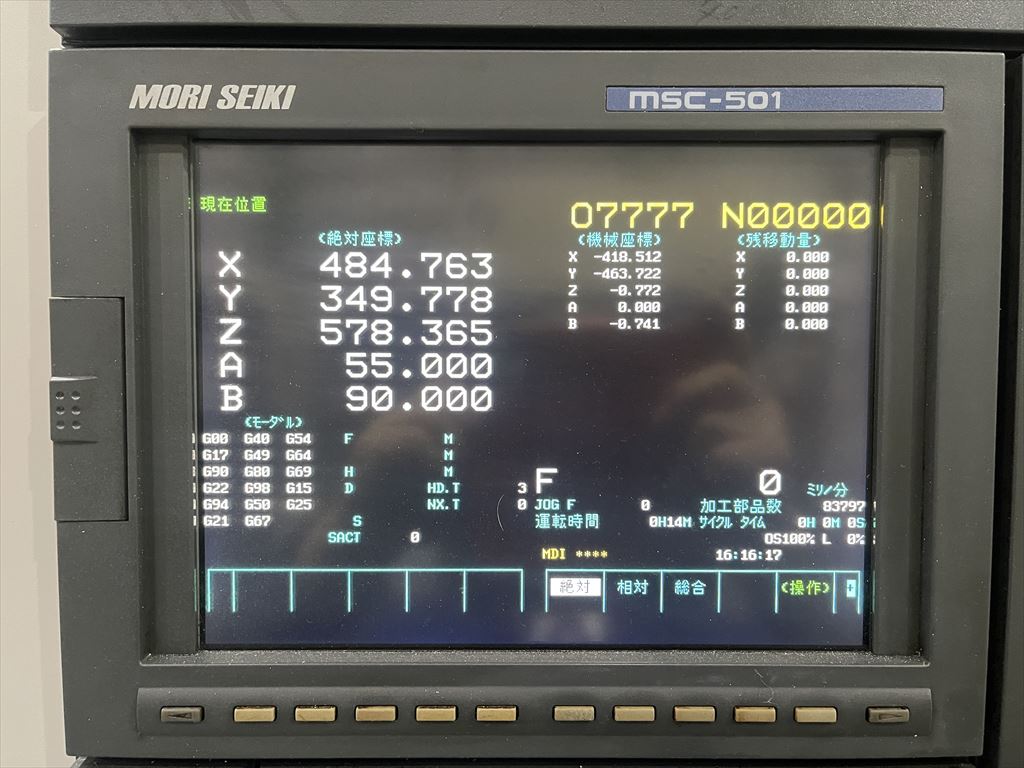 MORI SEIKI
MSC-501
現在位置
O7777 N00000
《絶対座標》 《機械座標》 《残移動量》
X 484.763
Y 349.778
Z 578.365
A 55.000
B 90.000
X -418.512
Y -463.722
Z -0.772
A 0.000
B -0.741
X 0.000
Y 0.000
Z 0.000
A 0.000
B 0.000
《モーダル》
G00 G40 G54 F M
G17 G49 G64 M
G90 G80 G69 H M
G22 G98 G15 D HD.T 3
G94 G50 G25 NX.T 0
G21 G67 S
SACT 0
F 0 ミリ/分
JOG F 0 加工部品数 83797
運転時間 0H14M サイクル タイム 0H 0M 0S
OS100% L 0%
MDI **** 16:16:17
絶対 相対 総合 《操作》 +